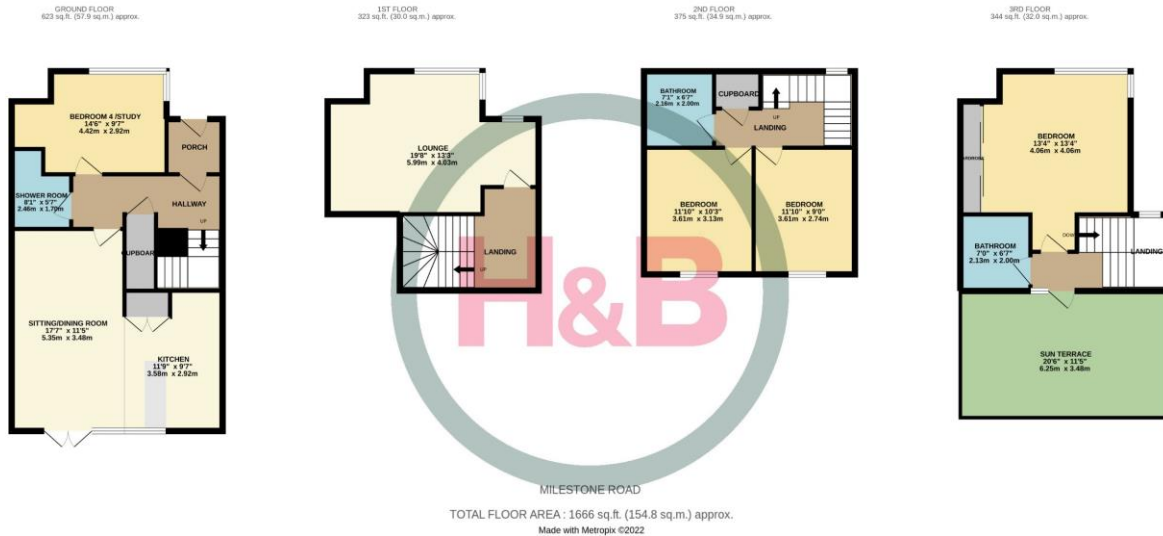 GROUND FLOOR
623 sq.ft. (57.9 sq.m.) approx.
BEDROOM 4 /STUDY
14'6" x 9'7"
4.42m x 2.92m
PORCH
SHOWER ROOM
8'1" x 5'7"
2.46m x 1.70m
HALLWAY
UP
CUPBOARD
SITTING/DINING ROOM
17'7" x 11'5"
5.35m x 3.48m
KITCHEN
11'9" x 9'7"
3.58m x 2.92m
1ST FLOOR
323 sq.ft. (30.0 sq.m.) approx.
LOUNGE
19'8" x 13'3"
5.99m x 4.03m
LANDING
UP
2ND FLOOR
375 sq.ft. (34.9 sq.m.) approx.
BATHROOM
7'1" x 6'7"
2.16m x 2.00m
CUPBOARD
UP
LANDING
BEDROOM
11'10" x 10'3"
3.61m x 3.13m
BEDROOM
11'10" x 9'0"
3.61m x 2.74m
3RD FLOOR
344 sq.ft. (32.0 sq.m.) approx.
BEDROOM
13'4" x 13'4"
4.06m x 4.06m
BATHROOM
7'0" x 6'7"
2.13m x 2.00m
DOWN
LANDING
SUN TERRACE
20'6" x 11'5"
6.25m x 3.48m
H&B
MILESTONE ROAD
TOTAL FLOOR AREA : 1666 sq.ft. (154.8 sq.m.) approx.
Made with Metropix ©2022